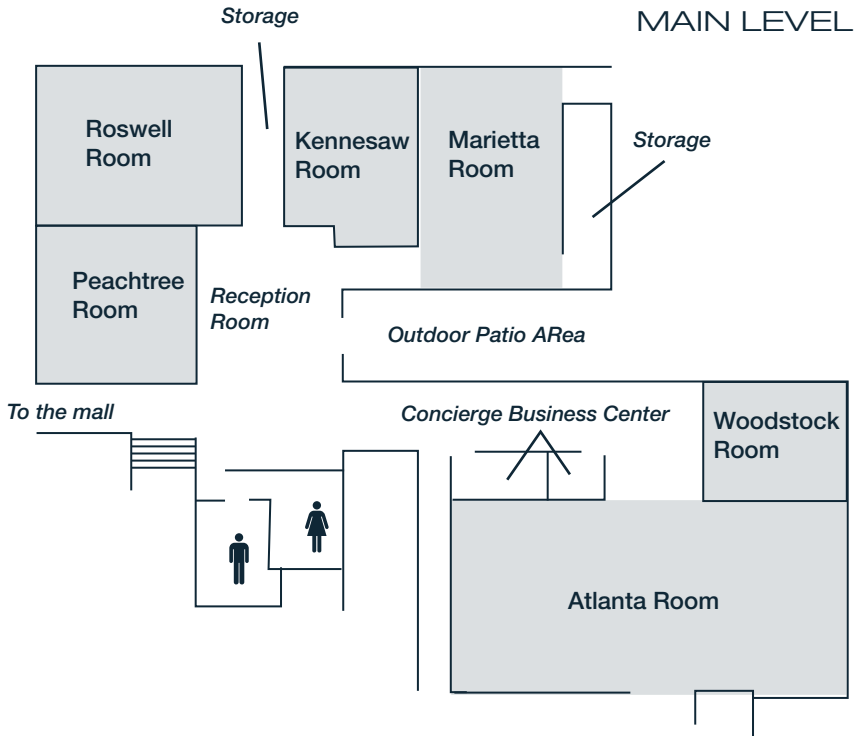 Storage
MAIN LEVEL
Roswell
Room
Kennesaw
Room
Marietta
Room
Storage
Peachtree
Room
Reception
Room
Outdoor Patio ARea
To the mall
Concierge Business Center
Woodstock
Room
Atlanta Room